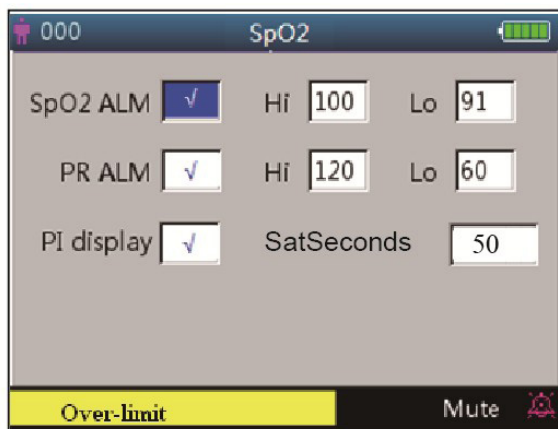 000 SpO2
SpO2 ALM √ Hi 100 Lo 91
PR ALM √ Hi 120 Lo 60
PI display √ SatSeconds 50
Over-limit Mute